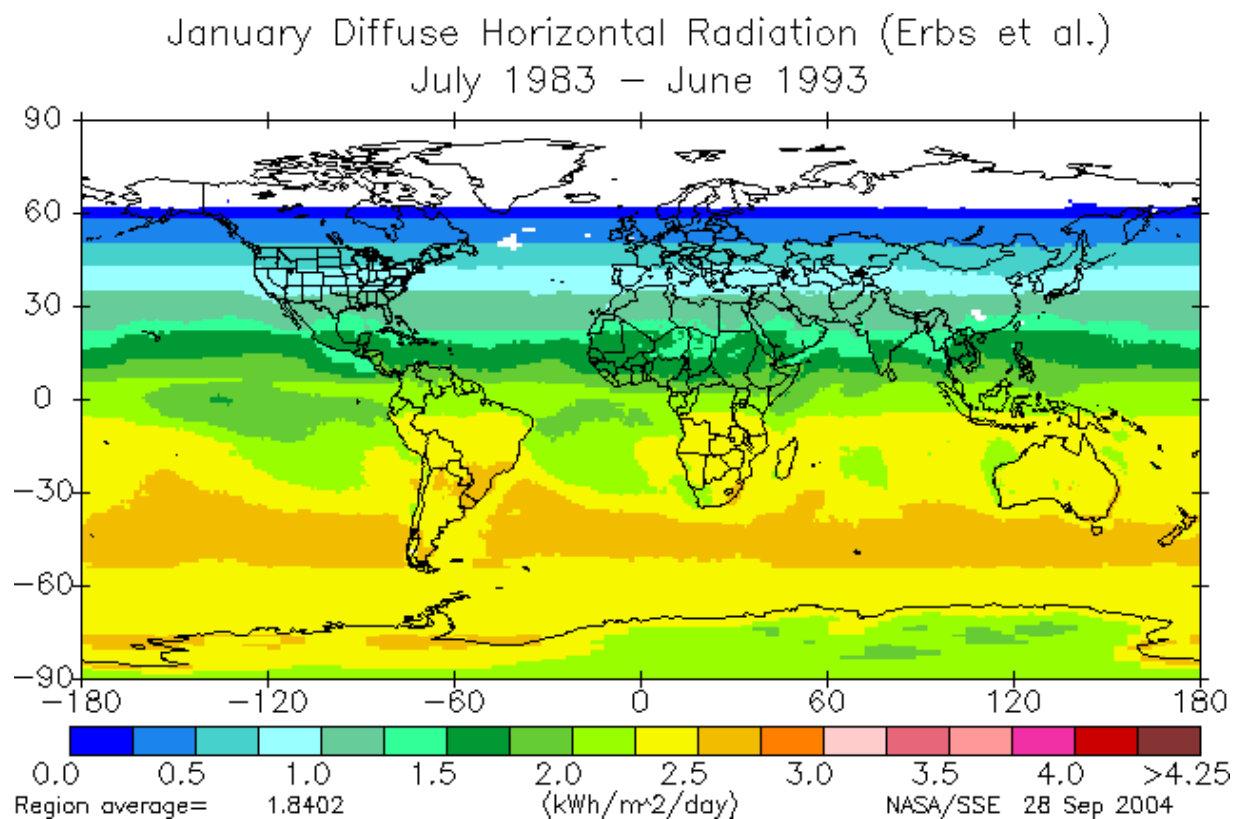 January Diffuse Horizontal Radiation (Erbs et al.)
July 1983 - June 1993
90
60
30
0
-30
-60
-90
-180 -120 -60 0 60 120 180
0.0 0.5 1.0 1.5 2.0 2.5 3.0 3.5 4.0 >4.25
Region average= 1.8402 (kWh/m^2/day) NASA/SSE 28 Sep 2004